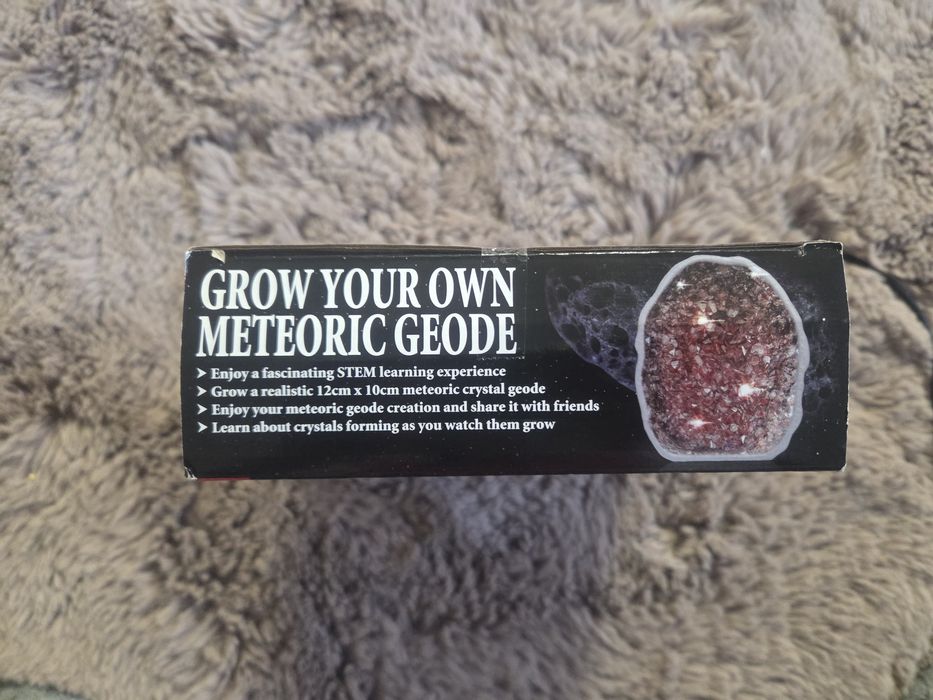 GROW YOUR OWN
METEORIC GEODE
➤ Enjoy a fascinating STEM learning experience
➤ Grow a realistic 12cm x 10cm meteoric crystal geode
➤ Enjoy your meteoric geode creation and share it with friends
➤ Learn about crystals forming as you watch them grow